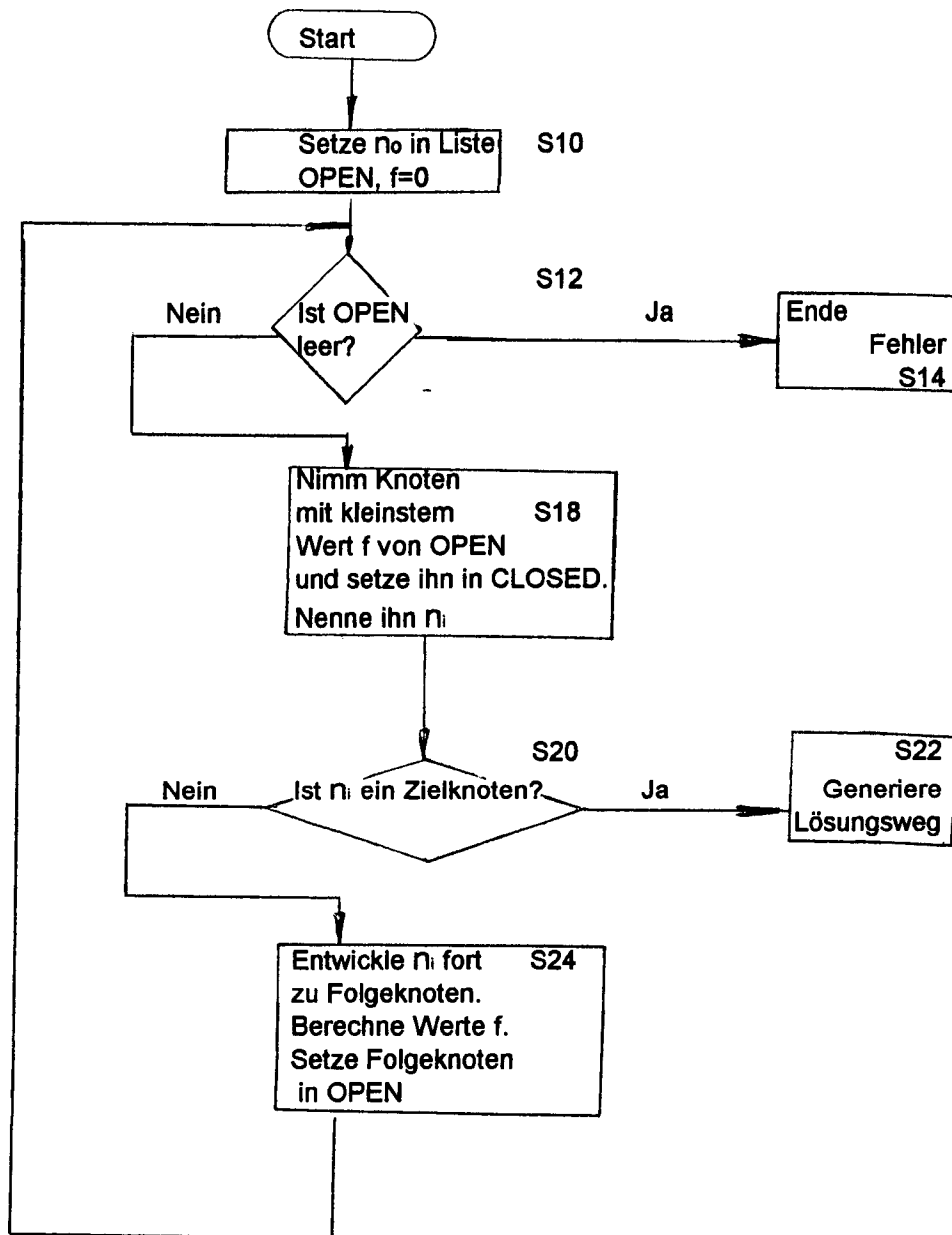 Start
Setze n₀ in Liste
OPEN, f=0
S10
S12
Ist OPEN
leer?
Nein
Ja
Ende
Fehler
S14
Nimm Knoten
mit kleinstem
Wert f von OPEN
und setze ihn in CLOSED.
Nenne ihn nᵢ
S18
S20
Ist nᵢ ein Zielknoten?
Nein
Ja
S22
Generiere
Lösungsweg
Entwickle nᵢ fort
zu Folgeknoten.
Berechne Werte f.
Setze Folgeknoten
in OPEN
S24